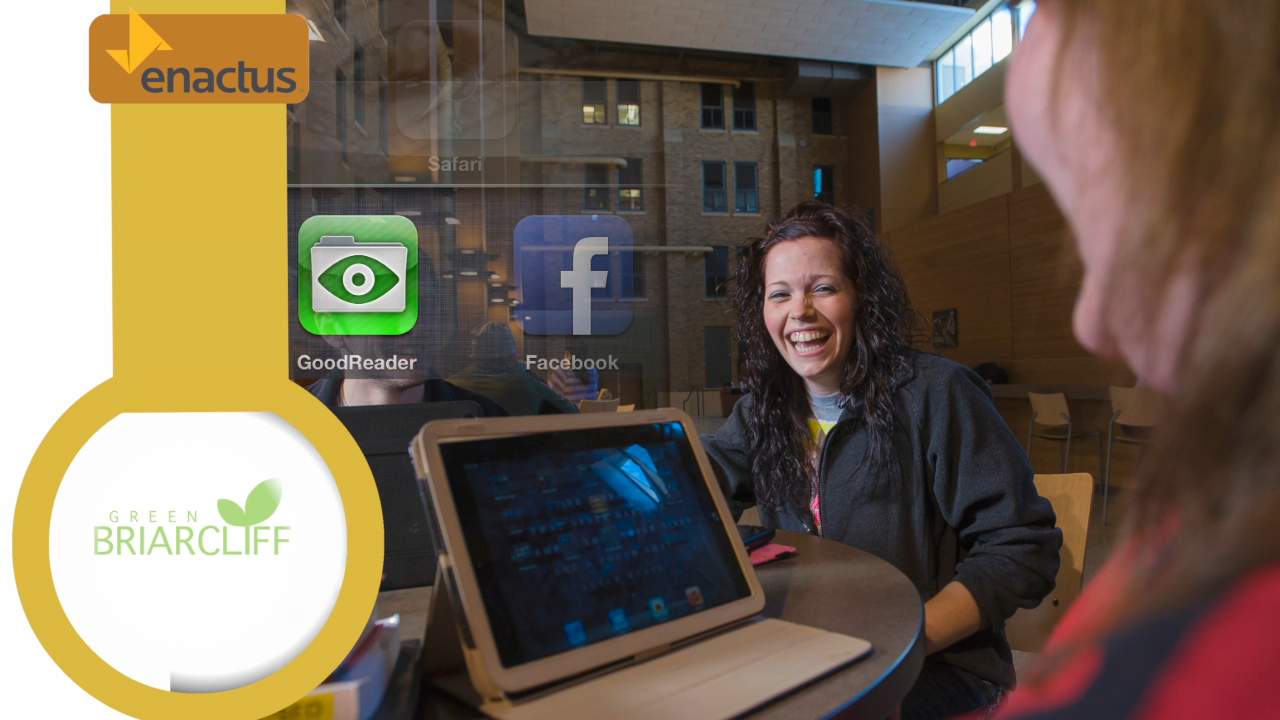 enactus
Safari
GoodReader
Facebook
GREEN
BRIARCLIFF